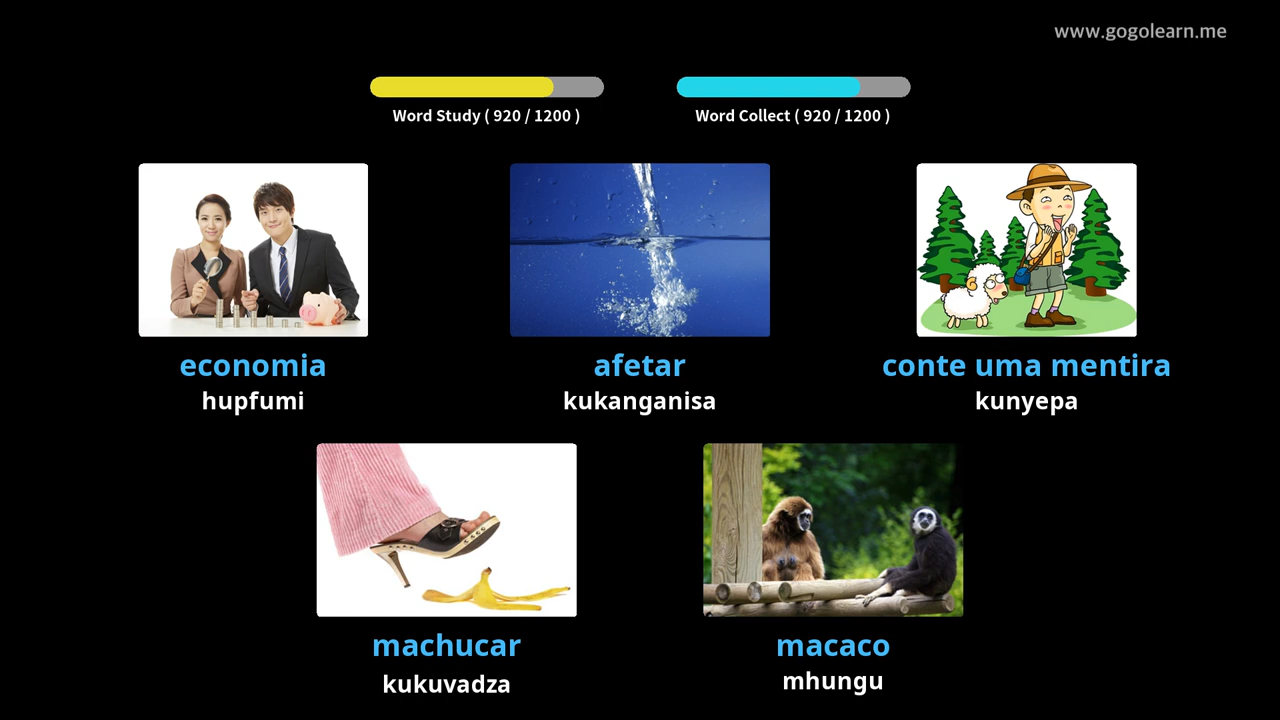 www.gogolearn.me
Word Study ( 920 / 1200 )
Word Collect ( 920 / 1200 )
economia
hupfumi
afetar
kukanganisa
conte uma mentira
kunyepa
machucar
kukuvadza
macaco
mhungu